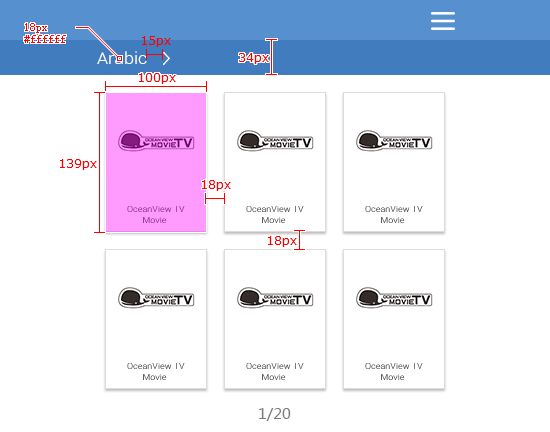 18px
#ffffff
15px
Arabic
34px
100px
139px
OCEANVIEW
MOVIETV
OceanView TV
Movie
OCEANVIEW
MOVIETV
OceanView TV
Movie
OCEANVIEW
MOVIETV
OceanView TV
Movie
18px
18px
OCEANVIEW
MOVIETV
OceanView TV
Movie
OCEANVIEW
MOVIETV
OceanView TV
Movie
OCEANVIEW
MOVIETV
OceanView TV
Movie
1/20